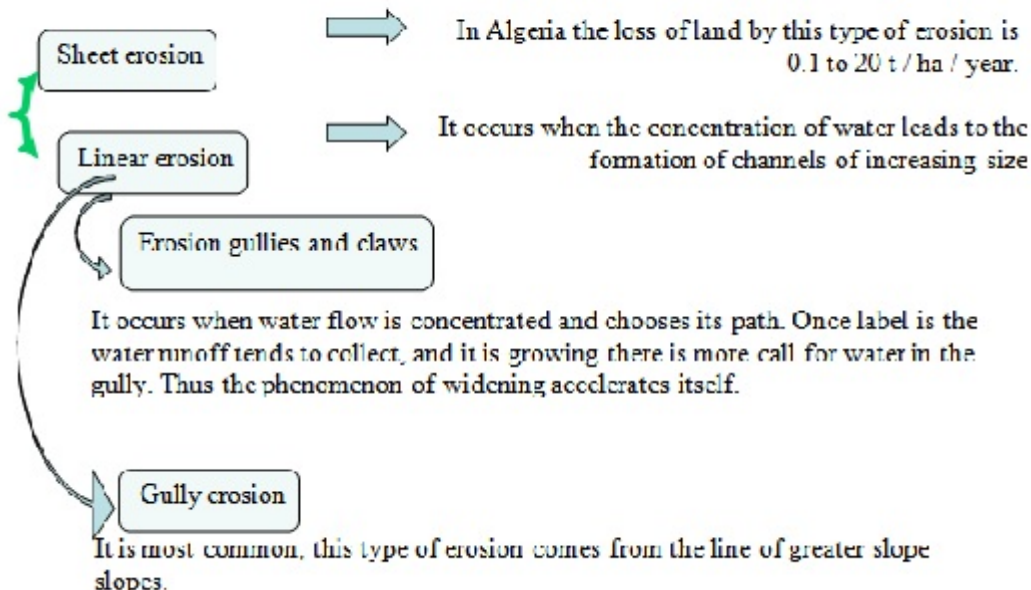 Sheet erosion
In Algeria the loss of land by this type of erosion is
0.1 to 20 t / ha / year.
Linear erosion
It occurs when the concentration of water leads to the
formation of channels of increasing size
Erosion gullies and claws
It occurs when water flow is concentrated and chooses its path. Once label is the
water runoff tends to collect, and it is growing there is more call for water in the
gully. Thus the phenomenon of widening accelerates itself.
Gully erosion
It is most common, this type of erosion comes from the line of greater slope
slopes.